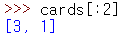 >>> cards[:2]
[3, 1]